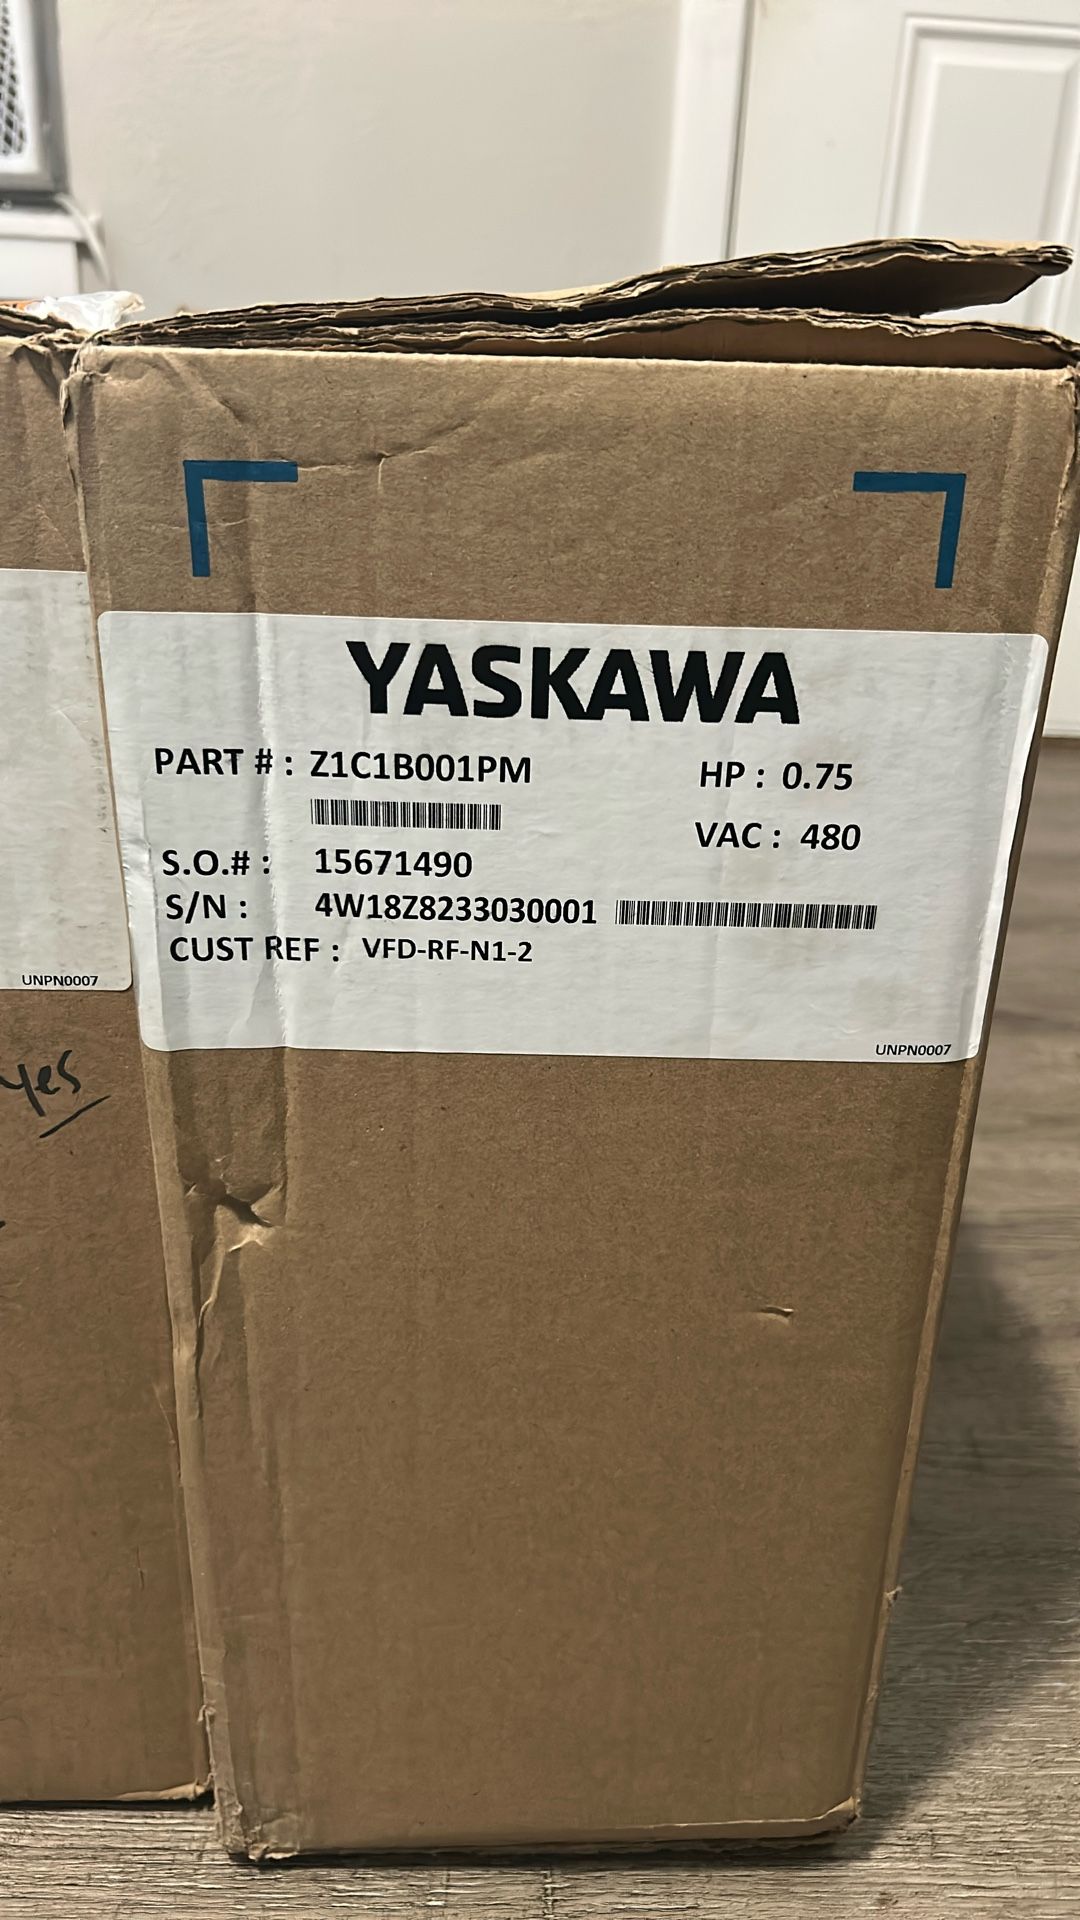 YASKAWA
PART # : Z1C1B001PM
HP : 0.75
VAC : 480
S.O.# : 15671490
S/N : 4W18Z8233030001
CUST REF : VFD-RF-N1-2
UNPN0007
UNPN0007
yes